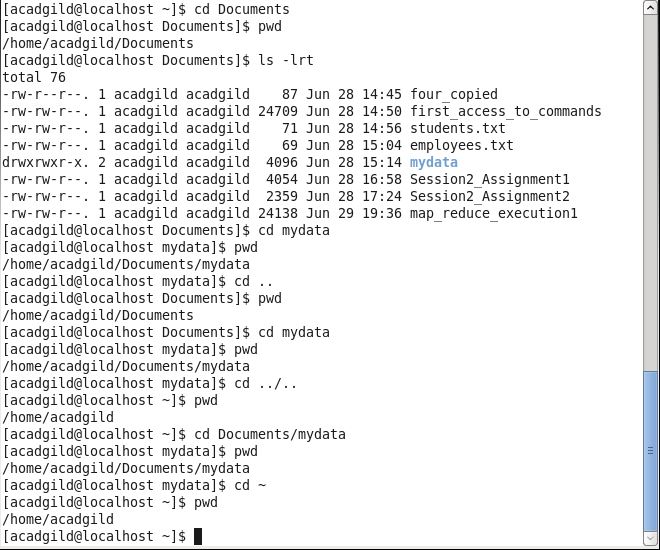 [acadgild@localhost ~]$ cd Documents
[acadgild@localhost Documents]$ pwd
/home/acadgild/Documents
[acadgild@localhost Documents]$ ls -lrt
total 76
-rw-r--r--. 1 acadgild acadgild    87 Jun 28 14:45 four_copied
-rw-rw-r--. 1 acadgild acadgild 24709 Jun 28 14:50 first_access_to_commands
-rw-rw-r--. 1 acadgild acadgild    71 Jun 28 14:56 students.txt
-rw-rw-r--. 1 acadgild acadgild    69 Jun 28 15:04 employees.txt
drwxrwxr-x. 2 acadgild acadgild  4096 Jun 28 15:14 mydata
-rw-rw-r--. 1 acadgild acadgild  4054 Jun 28 16:58 Session2_Assignment1
-rw-rw-r--. 1 acadgild acadgild  2359 Jun 28 17:24 Session2_Assignment2
-rw-rw-r--. 1 acadgild acadgild 24138 Jun 29 19:36 map_reduce_execution1
[acadgild@localhost Documents]$ cd mydata
[acadgild@localhost mydata]$ pwd
/home/acadgild/Documents/mydata
[acadgild@localhost mydata]$ cd ..
[acadgild@localhost Documents]$ pwd
/home/acadgild/Documents
[acadgild@localhost Documents]$ cd mydata
[acadgild@localhost mydata]$ pwd
/home/acadgild/Documents/mydata
[acadgild@localhost mydata]$ cd ../..
[acadgild@localhost ~]$ pwd
/home/acadgild
[acadgild@localhost ~]$ cd Documents/mydata
[acadgild@localhost mydata]$ pwd
/home/acadgild/Documents/mydata
[acadgild@localhost mydata]$ cd ~
[acadgild@localhost ~]$ pwd
/home/acadgild
[acadgild@localhost ~]$